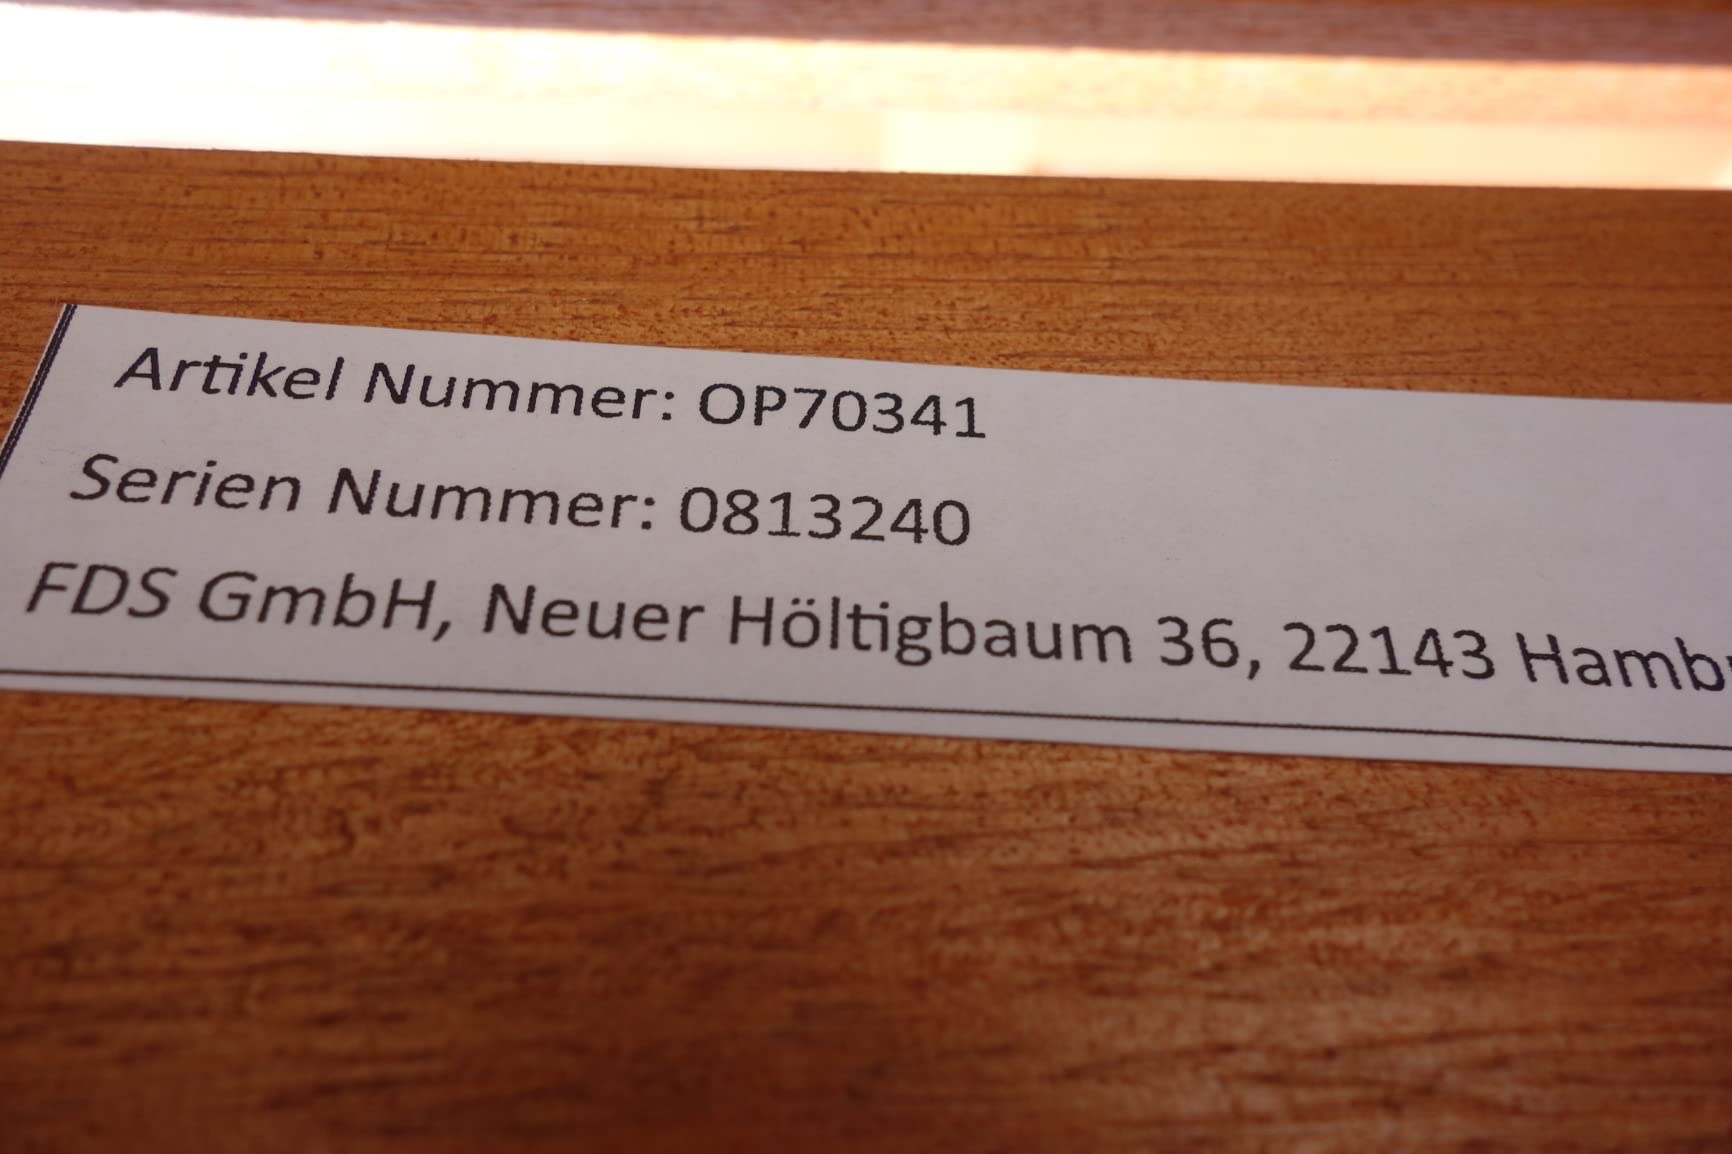 Artikel Nummer: OP70341
Serien Nummer: 0813240
FDS GmbH, Neuer Höltigbaum 36, 22143